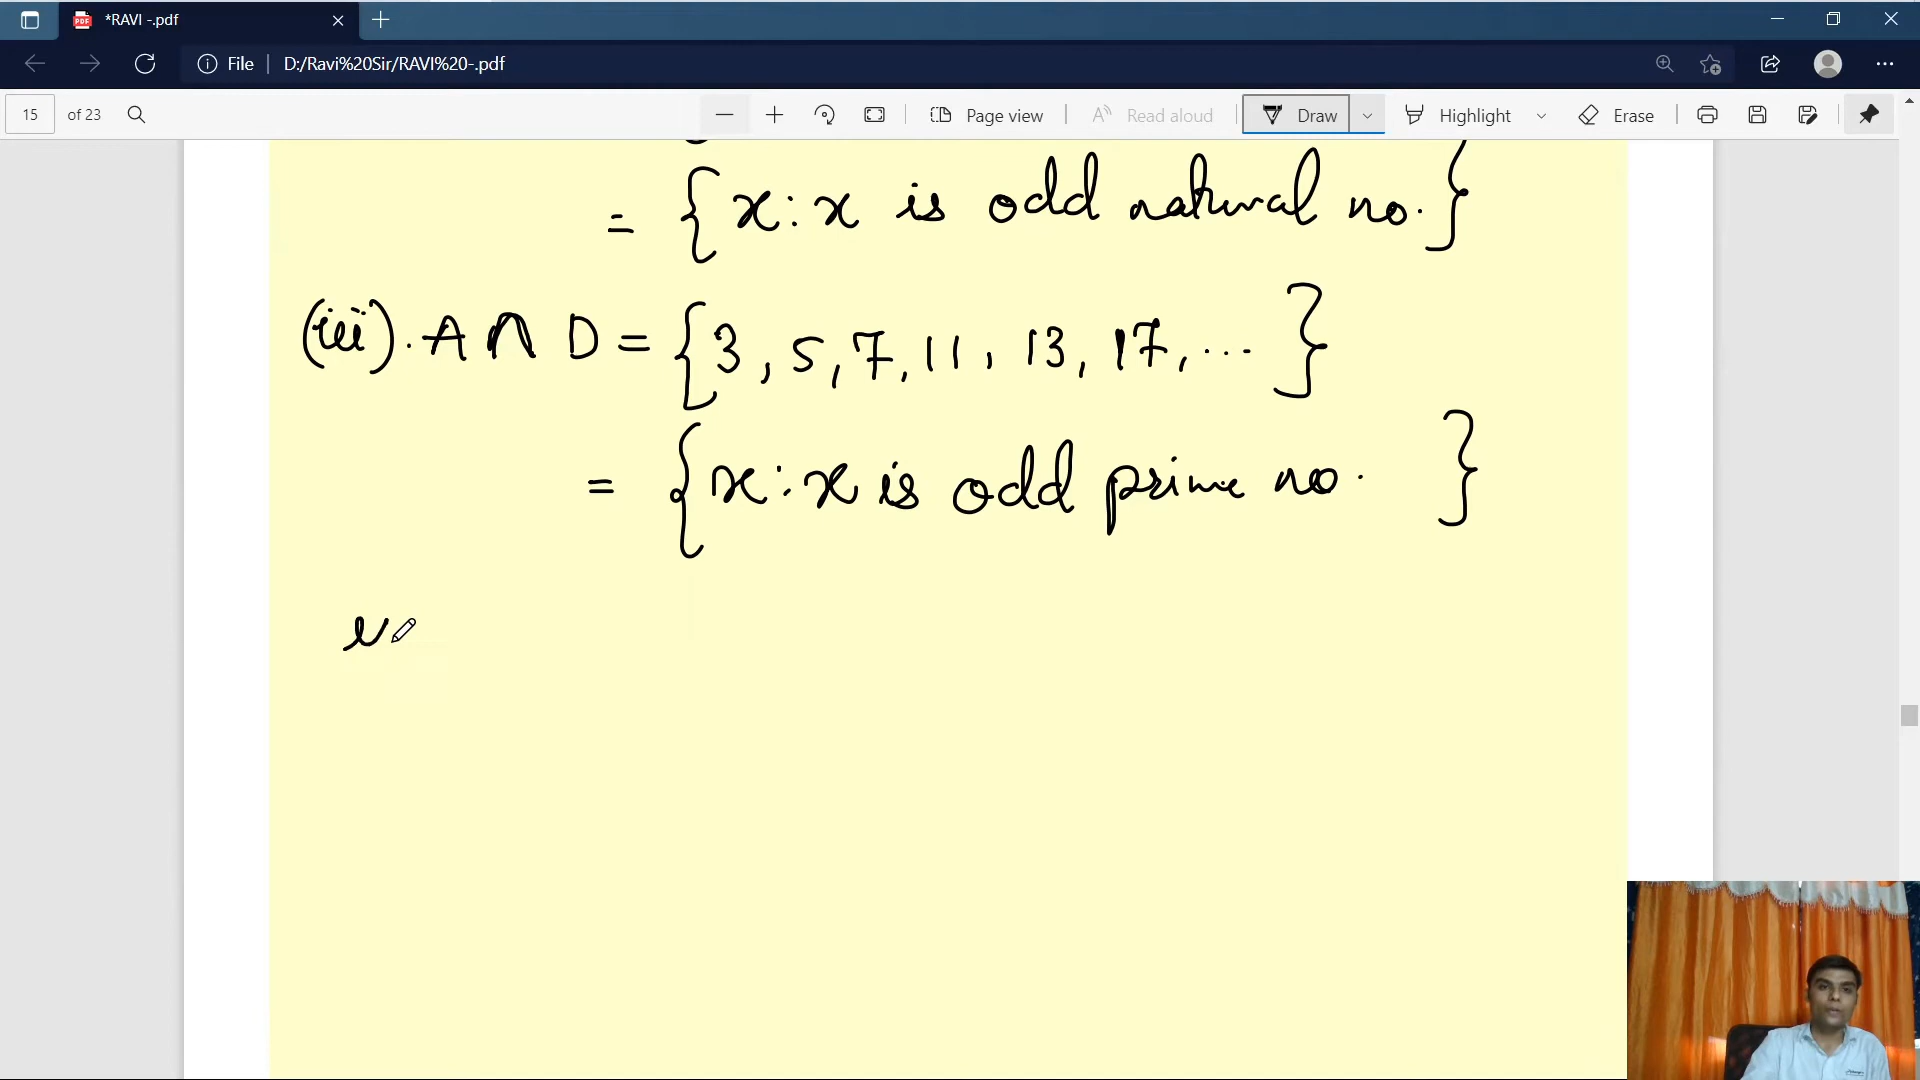 *RAVI -.pdf
File D:/Ravi%20Sir/RAVI%20-.pdf
15 of 23 Page view Read aloud Draw Highlight Erase
= {x : x is odd natural no.}
(iii). A ∩ D = {3, 5, 7, 11, 13, 17, ...}
= {x : x is odd prime no. }